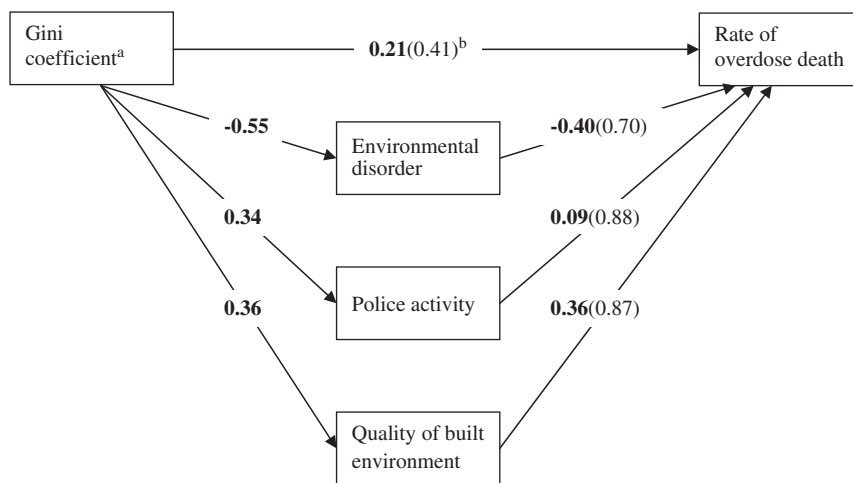 Gini
coefficientᵃ
0.21(0.41)ᵇ
Rate of
overdose death
-0.55
Environmental
disorder
-0.40(0.70)
0.34
Police activity
0.09(0.88)
0.36
Quality of built
environment
0.36(0.87)